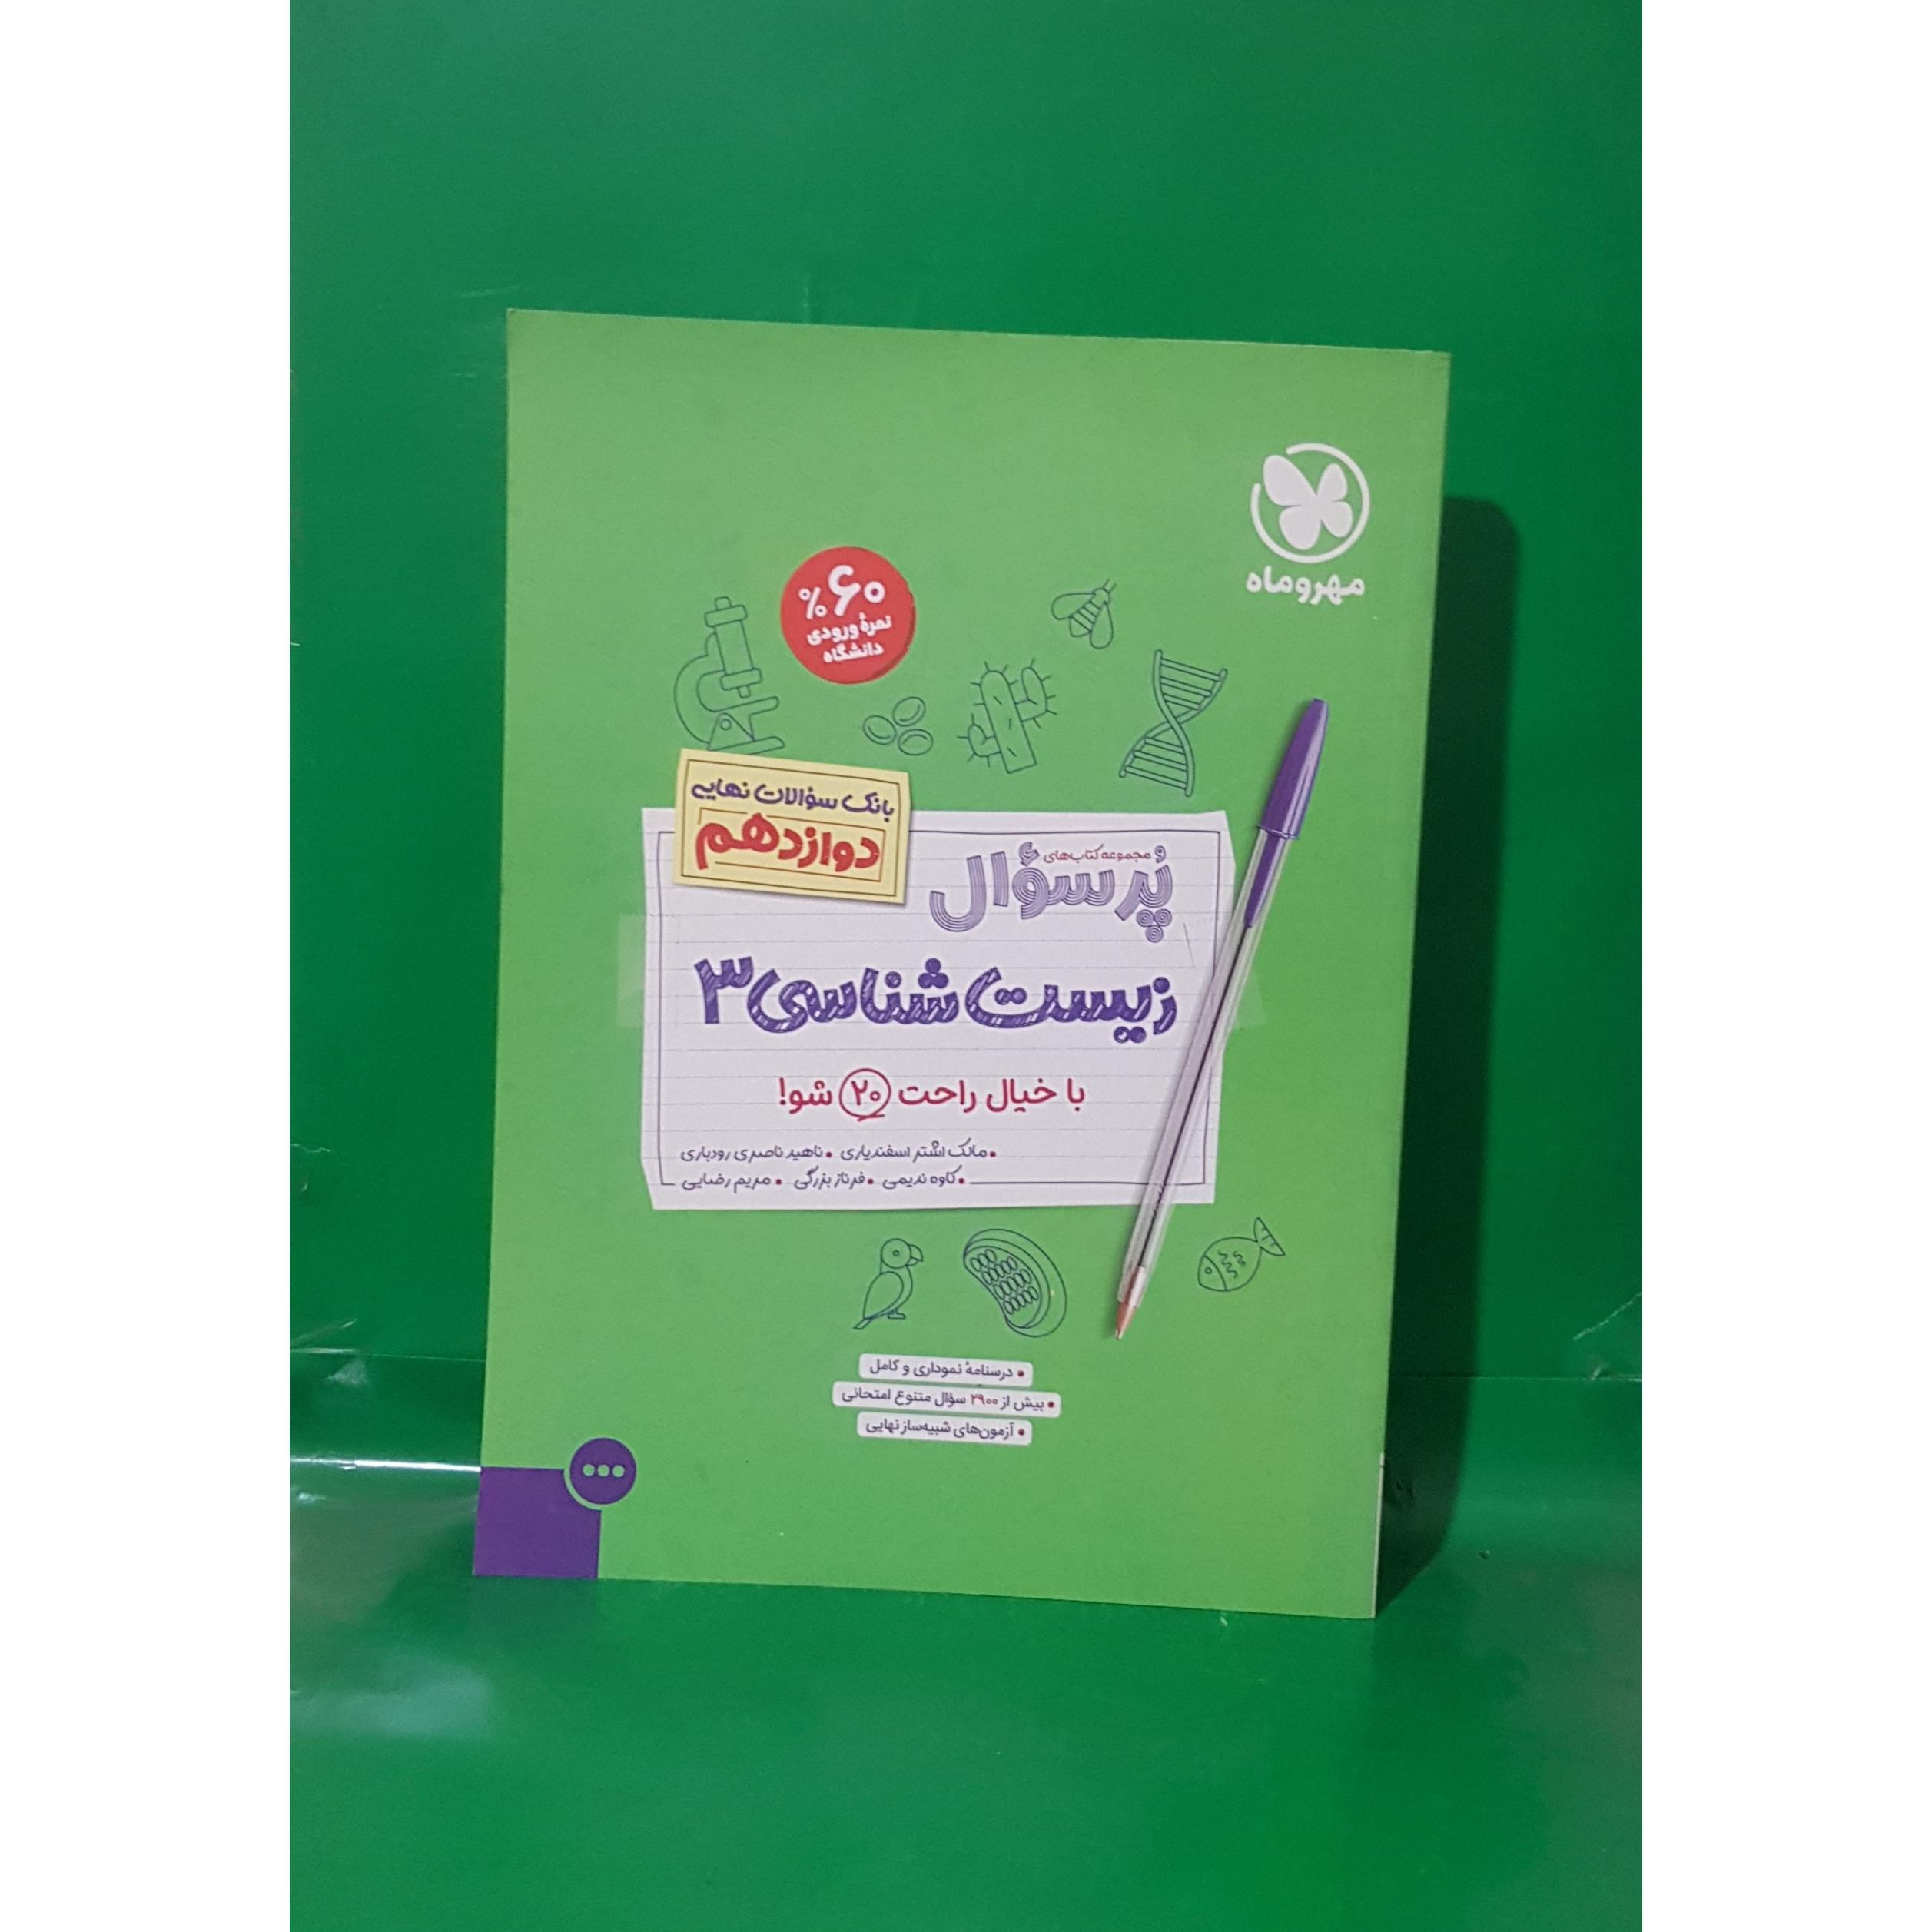 مهروماه
%۶۰
نمرهٔ ورودی
دانشگاه
بانک سؤالات نهایی
دوازدهم
مجموعه کتاب‌های
پُرسؤال
زیست‌شناسی ۳
با خیال راحت ۲۰ شو!
• مالک اشتر اسفندیاری • ناهید ناصری رودباری
• کاوه ندیمی • فرناز بزرگی • مریم رضایی
• درسنامهٔ نموداری و کامل
• بیش از ۲۹۰۰ سؤال متنوع امتحانی
• آزمون‌های شبیه‌ساز نهایی